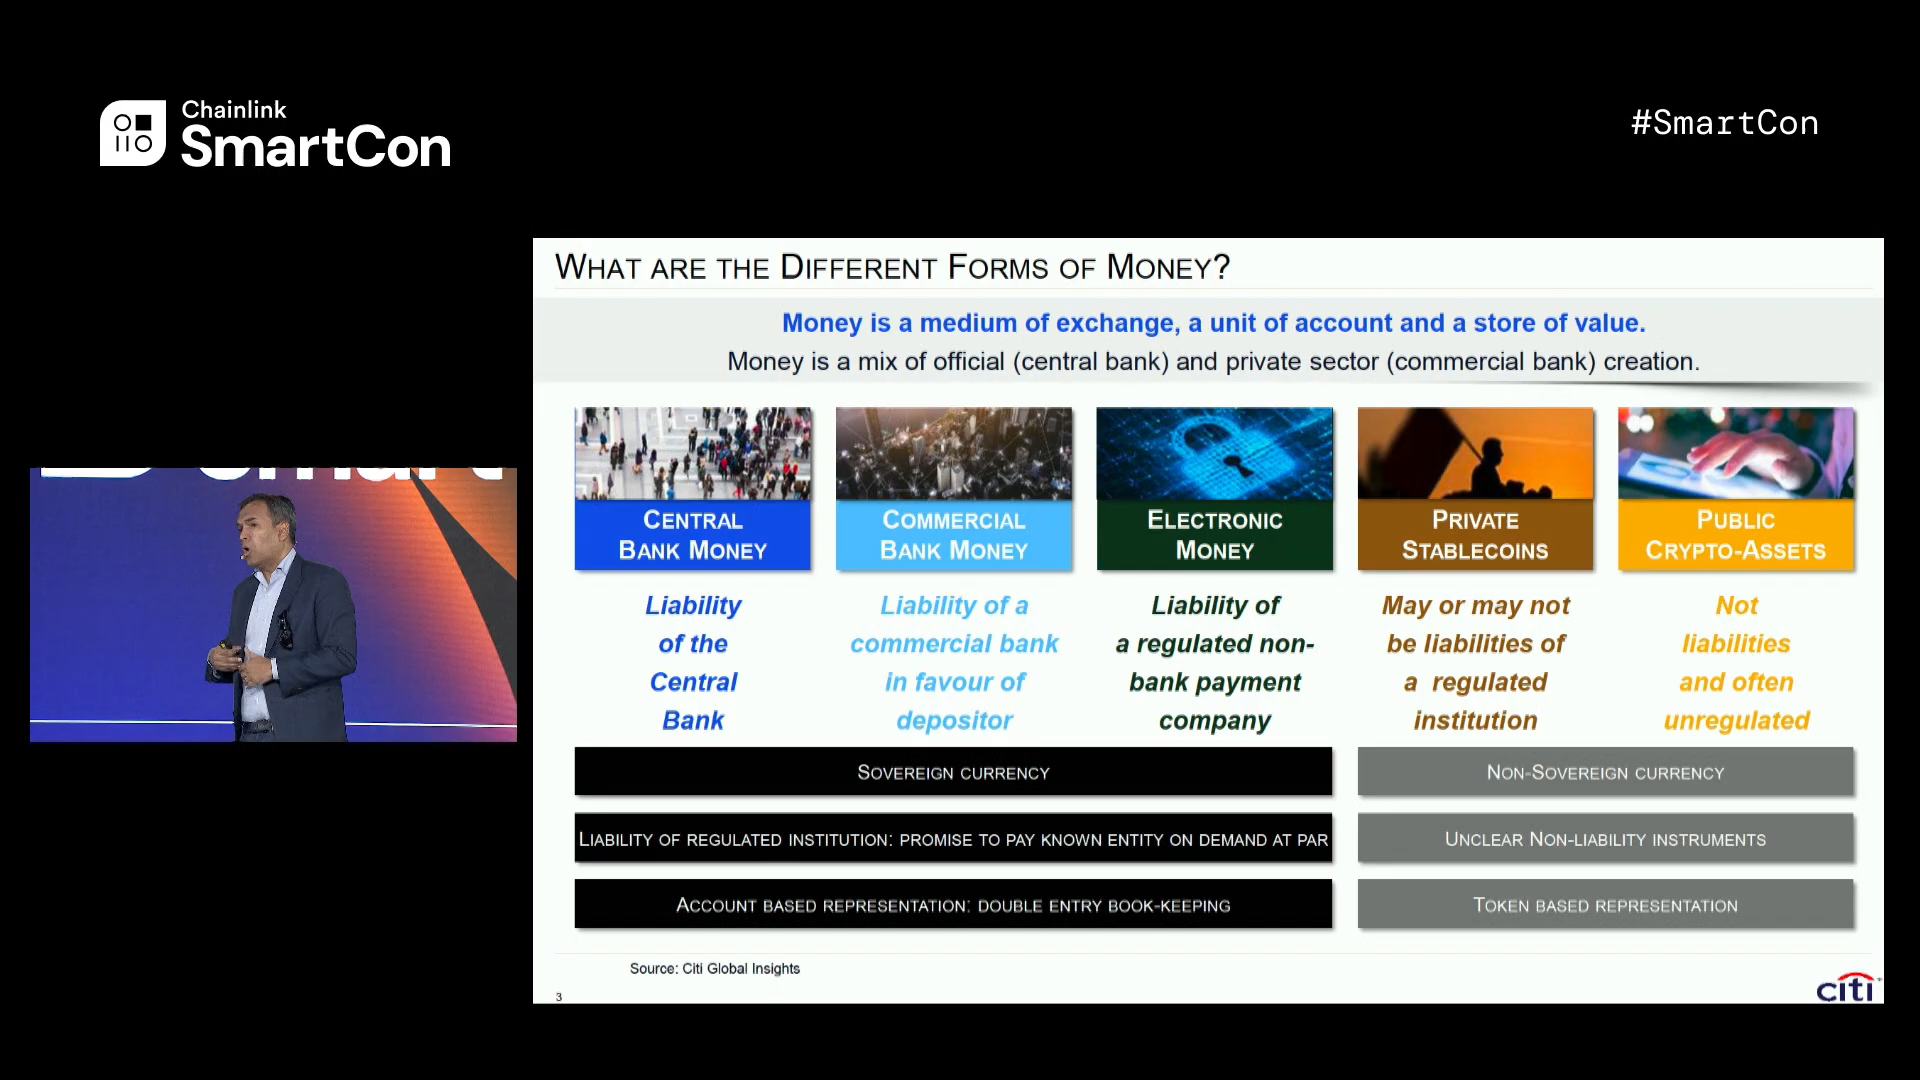 Chainlink
SmartCon
#SmartCon
WHAT ARE THE DIFFERENT FORMS OF MONEY?
Money is a medium of exchange, a unit of account and a store of value.
Money is a mix of official (central bank) and private sector (commercial bank) creation.
CENTRAL
BANK MONEY
Liability
of the
Central
Bank
COMMERCIAL
BANK MONEY
Liability of a
commercial bank
in favour of
depositor
ELECTRONIC
MONEY
Liability of
a regulated non-
bank payment
company
PRIVATE
STABLECOINS
May or may not
be liabilities of
a regulated
institution
PUBLIC
CRYPTO-ASSETS
Not
liabilities
and often
unregulated
SOVEREIGN CURRENCY
NON-SOVEREIGN CURRENCY
LIABILITY OF REGULATED INSTITUTION: PROMISE TO PAY KNOWN ENTITY ON DEMAND AT PAR
UNCLEAR NON-LIABILITY INSTRUMENTS
ACCOUNT BASED REPRESENTATION: DOUBLE ENTRY BOOK-KEEPING
TOKEN BASED REPRESENTATION
Source: Citi Global Insights
3
citi